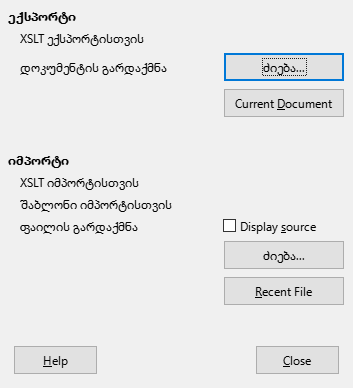 ექსპორტი
XSLT ექსპორტისთვის
დოკუმენტის გარდაქმნა
ძიება...
Current Document
იმპორტი
XSLT იმპორტისთვის
შაბლონი იმპორტისთვის
ფაილის გარდაქმნა
Display source
ძიება...
Recent File
Help
Close